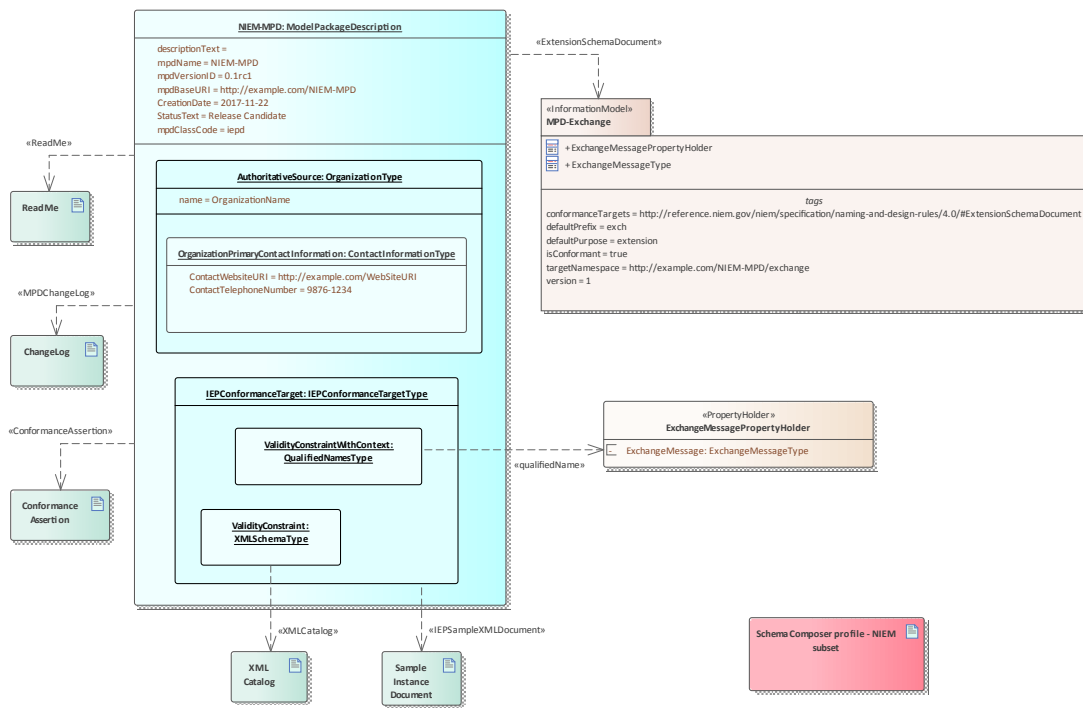 NIEM-MPD: ModelPackageDescription
descriptionText =
mpdName = NIEM-MPD
mpdVersionID = 0.1rc1
mpdBaseURI = http://example.com/NIEM-MPD
CreationDate = 2017-11-22
StatusText = Release Candidate
mpdClassCode = iepd
«ExtensionSchemaDocument»
«InformationModel»
MPD-Exchange
+ExchangeMessagePropertyHolder
+ExchangeMessageType
tags
conformanceTargets = http://reference.niem.gov/niem/specification/naming-and-design-rules/4.0/#ExtensionSchemaDocument
defaultPrefix = exch
defaultPurpose = extension
isConformant = true
targetNamespace = http://example.com/NIEM-MPD/exchange
version = 1
«ReadMe»
ReadMe
«MPDChangeLog»
ChangeLog
«ConformanceAssertion»
Conformance
Assertion
AuthoritativeSource: OrganizationType
name = OrganizationName
OrganizationPrimaryContactInformation: ContactInformationType
ContactWebsiteURI = http://example.com/WebSiteURI
ContactTelephoneNumber = 9876-1234
IEPConformanceTarget: IEPConformanceTargetType
ValidityConstraintWithContext:
QualifiedNamesType
ValidityConstraint:
XMLSchemaType
«qualifiedName»
«PropertyHolder»
ExchangeMessagePropertyHolder
ExchangeMessage: ExchangeMessageType
«XMLCatalog»
XML
Catalog
«IEPSampleXMLDocument»
Sample
Instance
Document
Schema Composer profile - NIEM
subset